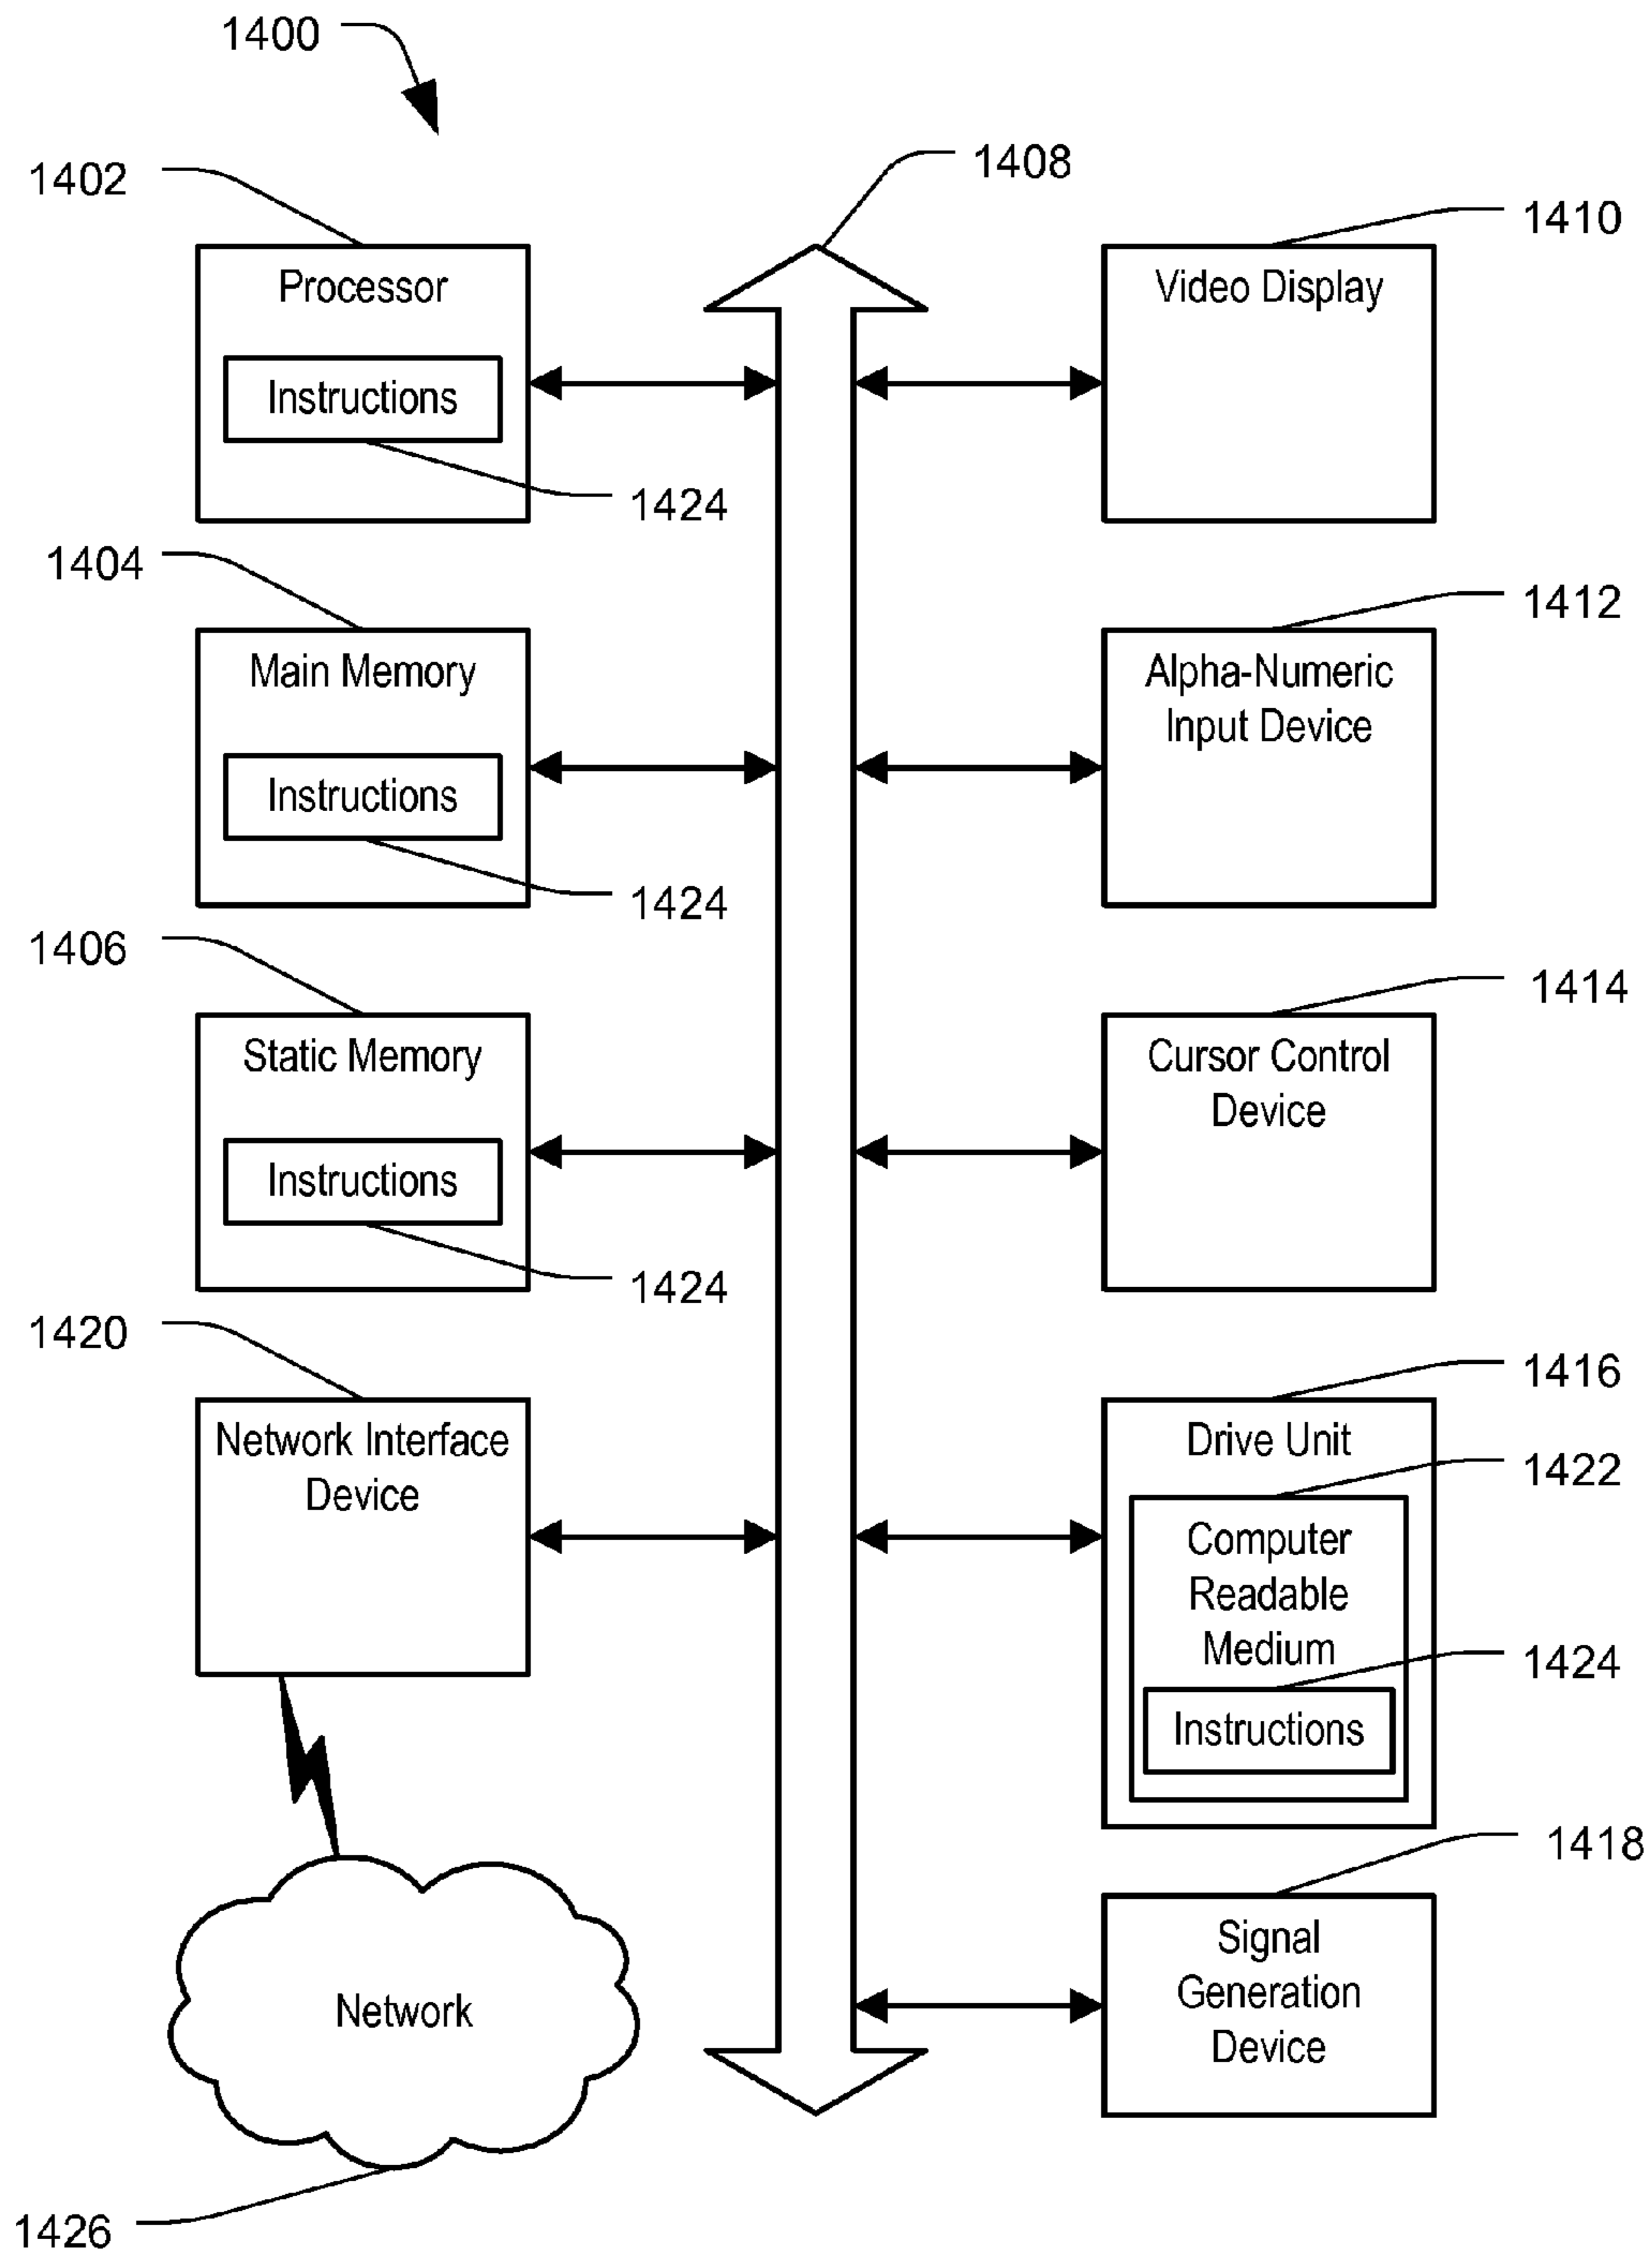 1400
1402
1408
1410
Processor
Instructions
1424
Video Display
1404
1412
Main Memory
Instructions
1424
Alpha-Numeric
Input Device
1406
1414
Static Memory
Instructions
1424
Cursor Control
Device
1420
1416
Network Interface
Device
Drive Unit
1422
Computer
Readable
Medium
1424
Instructions
1418
Signal
Generation
Device
Network
1426